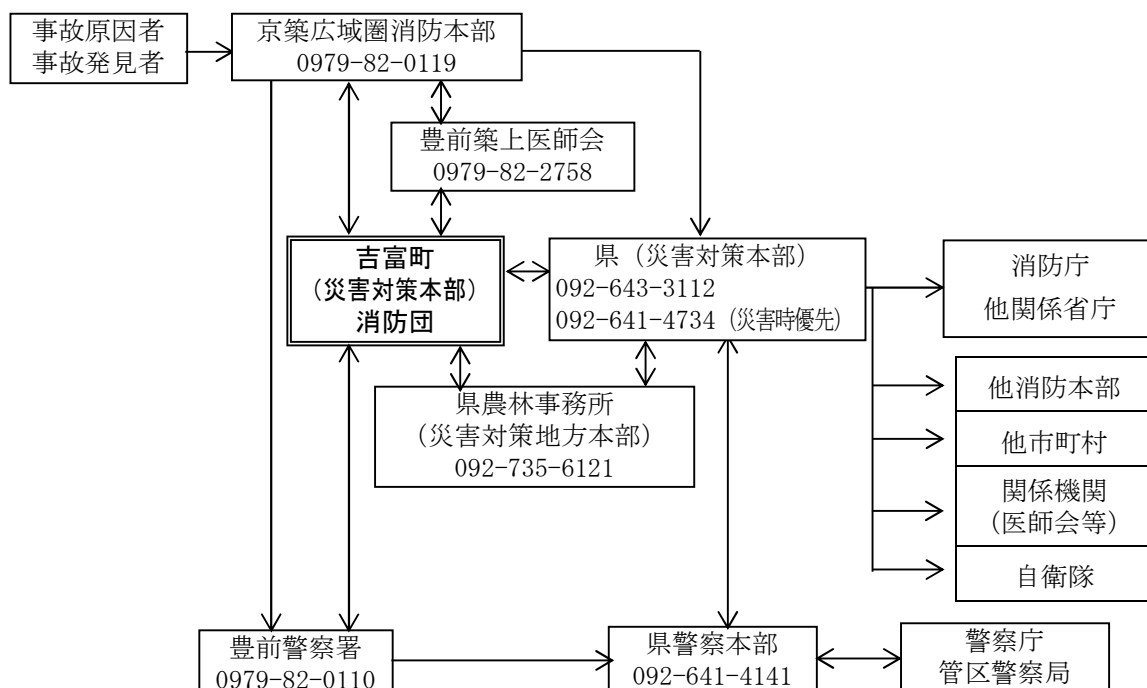 事故原因者
事故発見者
京築広域圏消防本部
0979-82-0119
豊前築上医師会
0979-82-2758
吉富町
(災害対策本部)
消防団
県(災害対策本部)
092-643-3112
092-641-4734(災害時優先)
消防庁
他関係省庁
県農林事務所
(災害対策地方本部)
092-735-6121
他消防本部
他市町村
関係機関
(医師会等)
自衛隊
豊前警察署
0979-82-0110
県警察本部
092-641-4141
警察庁
管区警察局